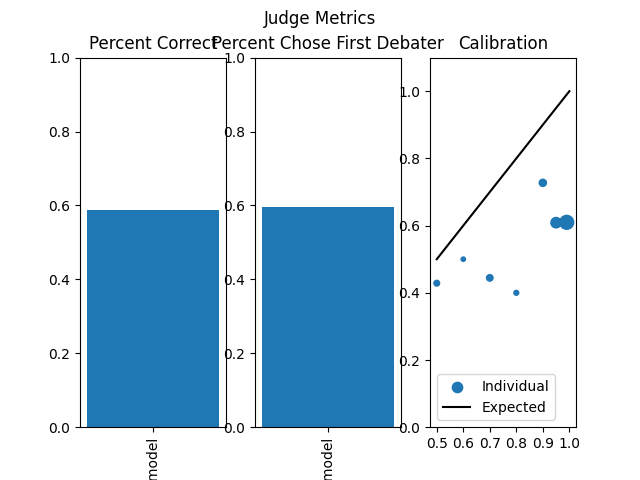 Judge Metrics
Percent Correct
Percent Chose First Debater
Calibration
1.0
0.8
0.6
0.4
0.2
0.0
model
1.0
0.8
0.6
0.4
0.2
0.0
model
1.0
0.8
0.6
0.4
0.2
0.0
Individual
Expected
0.5 0.6 0.7 0.8 0.9 1.0